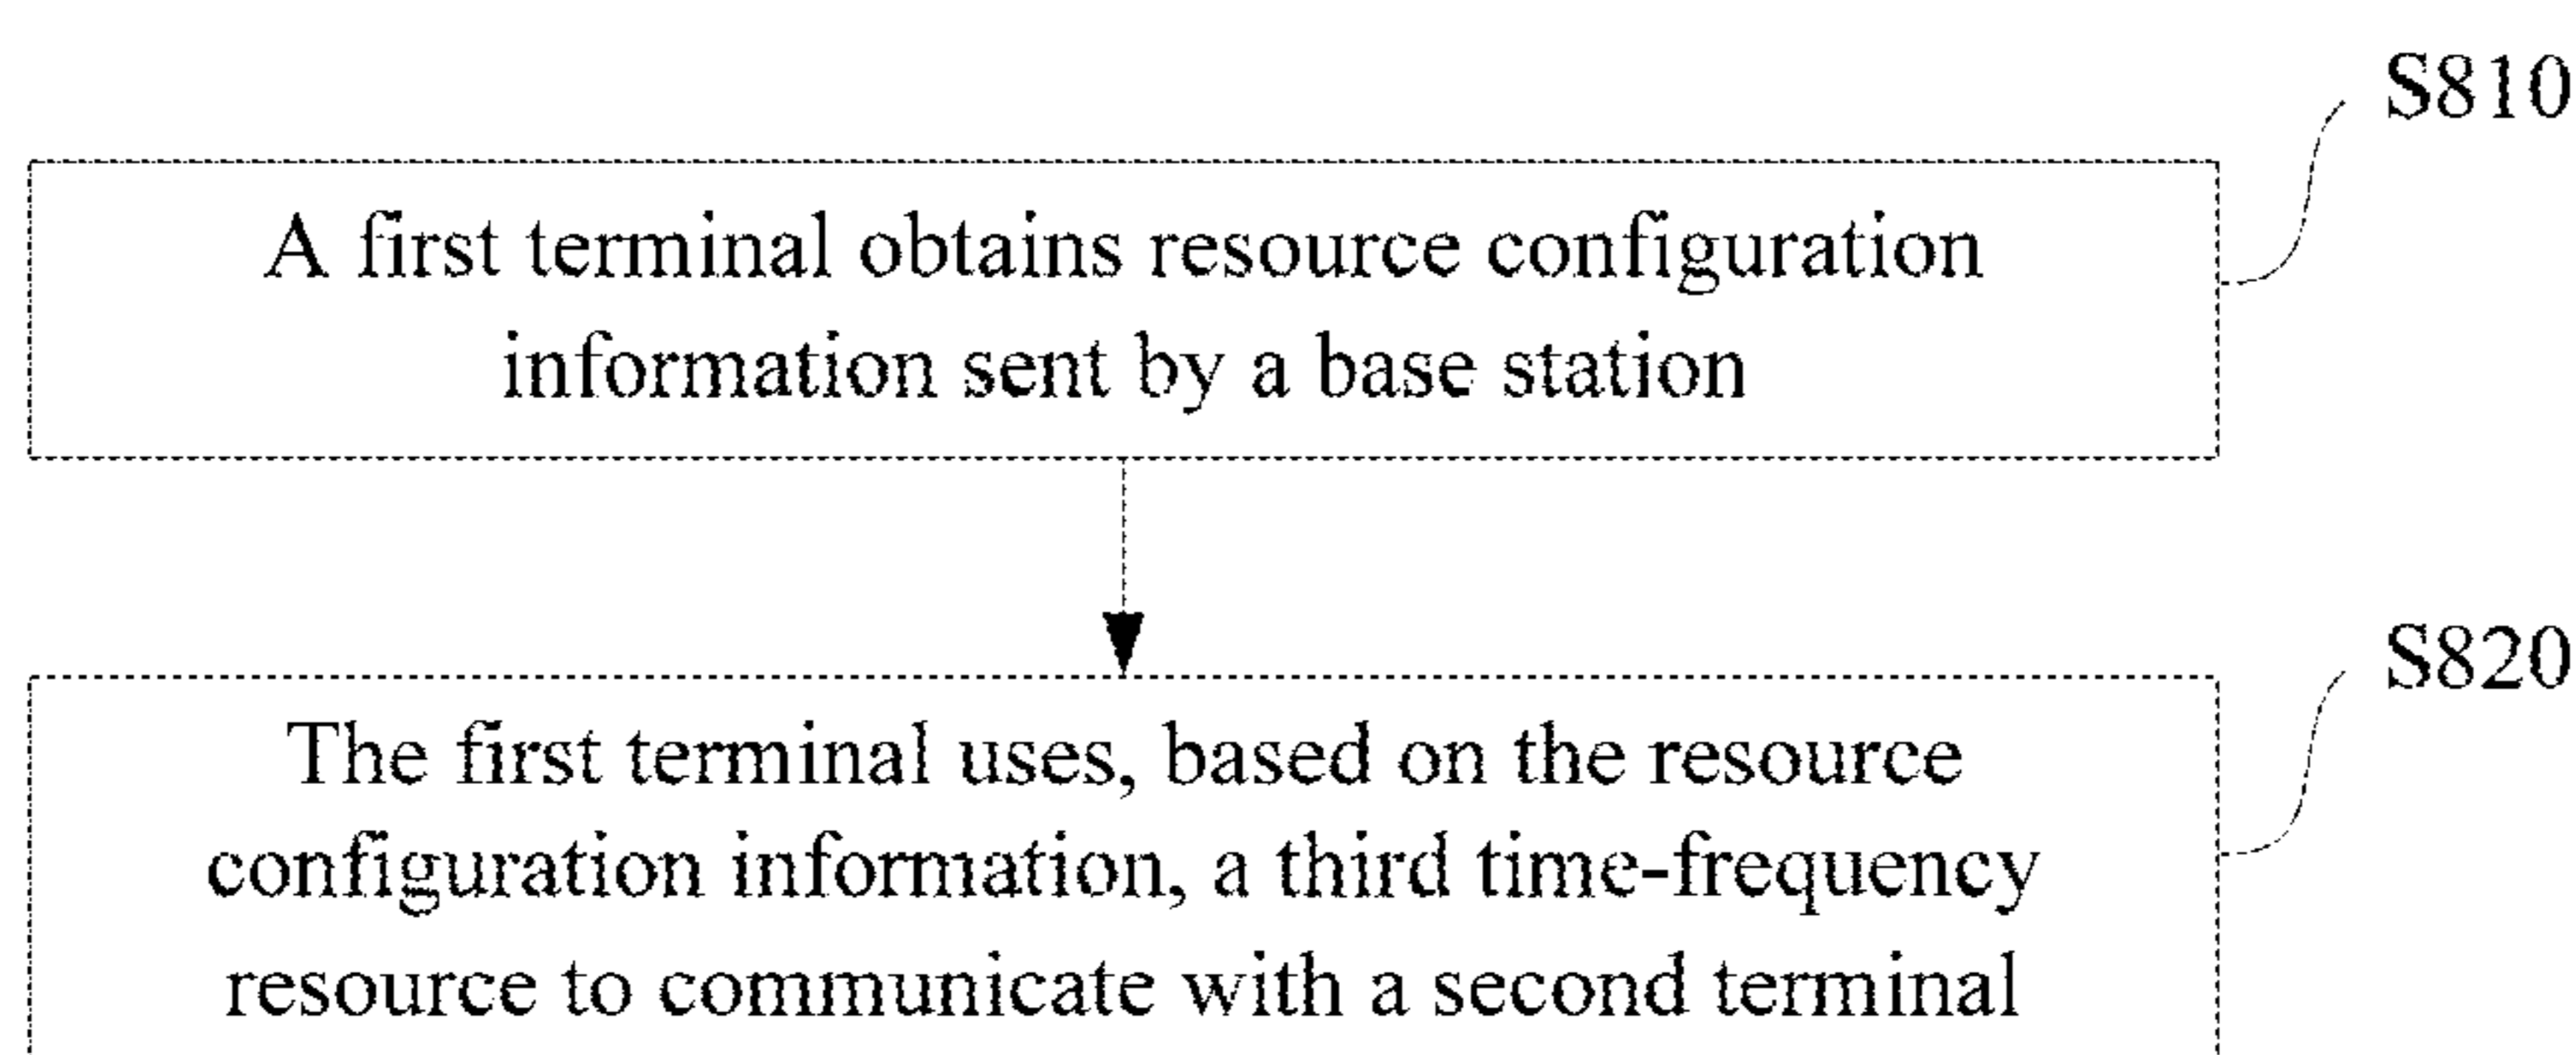 S810
A first terminal obtains resource configuration
information sent by a base station
S820
The first terminal uses, based on the resource
configuration information, a third time-frequency
resource to communicate with a second terminal